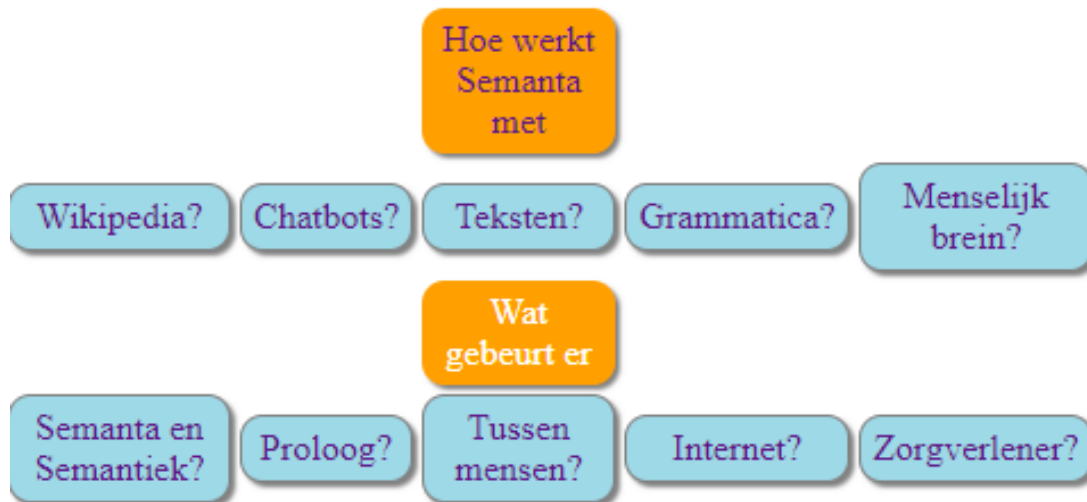 Hoe werkt
Semanta
met
Wikipedia?
Chatbots?
Teksten?
Grammatica?
Menselijk
brein?
Wat
gebeurt er
Semanta en
Semantiek?
Proloog?
Tussen
mensen?
Internet?
Zorgverlener?